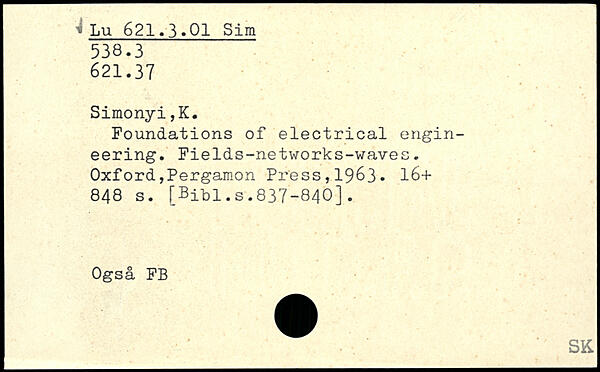 Lu 621.3.01 Sim
538.3
621.37
Simonyi,K.
Foundations of electrical engin-
eering. Fields-networks-waves.
Oxford,Pergamon Press,1963. 16+
848 s. [Bibl.s.837-840].
Også FB
SK